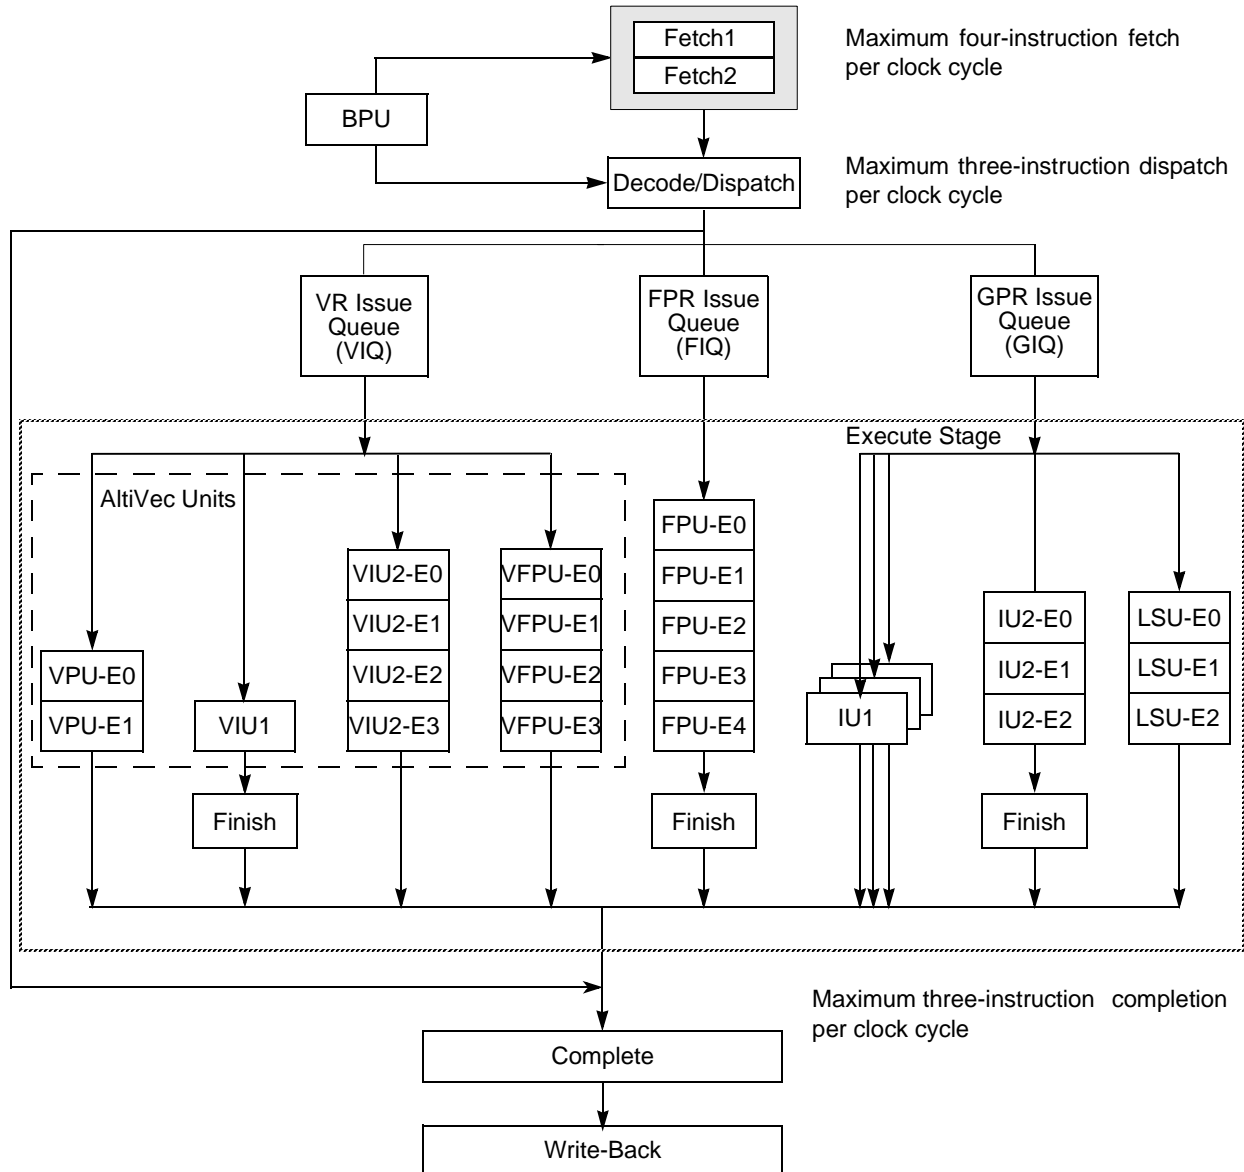 Fetch1
Fetch2
Maximum four-instruction fetch
per clock cycle
BPU
Decode/Dispatch
Maximum three-instruction dispatch
per clock cycle
VR Issue
Queue
(VIQ)
FPR Issue
Queue
(FIQ)
GPR Issue
Queue
(GIQ)
Execute Stage
AltiVec Units
VPU-E0
VPU-E1
VIU1
Finish
VIU2-E0
VIU2-E1
VIU2-E2
VIU2-E3
VFPU-E0
VFPU-E1
VFPU-E2
VFPU-E3
FPU-E0
FPU-E1
FPU-E2
FPU-E3
FPU-E4
Finish
IU1
IU2-E0
IU2-E1
IU2-E2
Finish
LSU-E0
LSU-E1
LSU-E2
Maximum three-instruction completion
per clock cycle
Complete
Write-Back